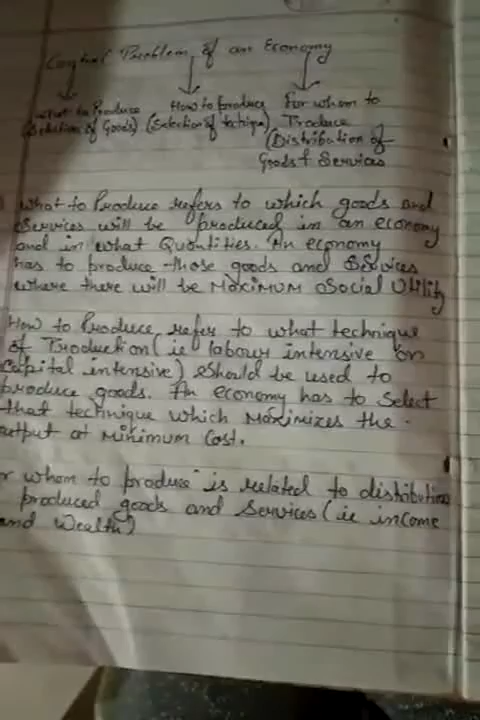 Central Problem of an Economy
What to Produce How to produce For whom to
(Selection of Goods) (Selection of technique) Produce
(Distribution of
Goods & Services
What to Produce refers to which goods and
Services will be produced in an economy
and in what Quantities. An economy
has to produce those goods and Services
where there will be Maximum Social Utility
How to Produce refer to what technique
of Production (ie labour intensive or
Capital intensive) should be used to
produce goods. An economy has to select
that technique which Maximizes the
output at Minimum Cost.
whom to produce" is related to distribution
produced goods and services (ie income
and Wealth)